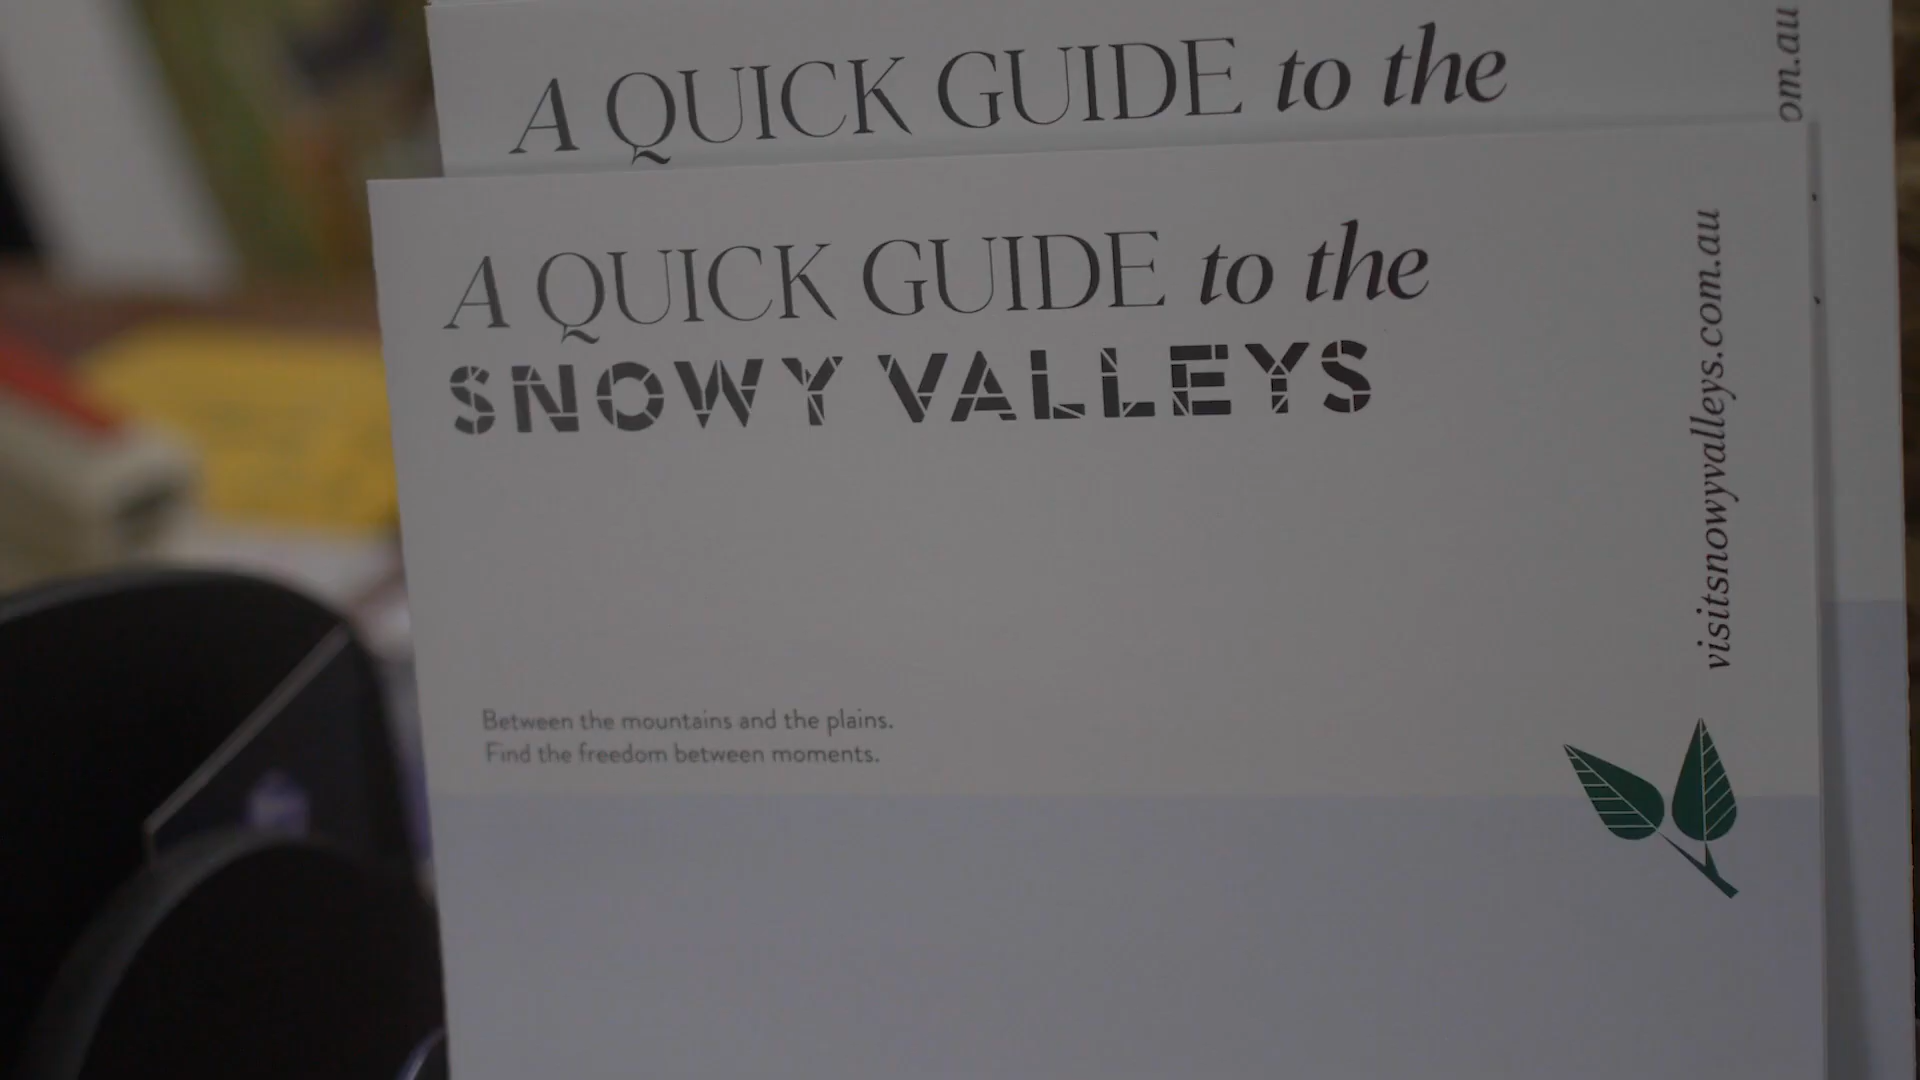 A QUICK GUIDE to the
om.au
A QUICK GUIDE to the
SNOWY VALLEYS
visitsnowyvalleys.com.au
Between the mountains and the plains.
Find the freedom between moments.